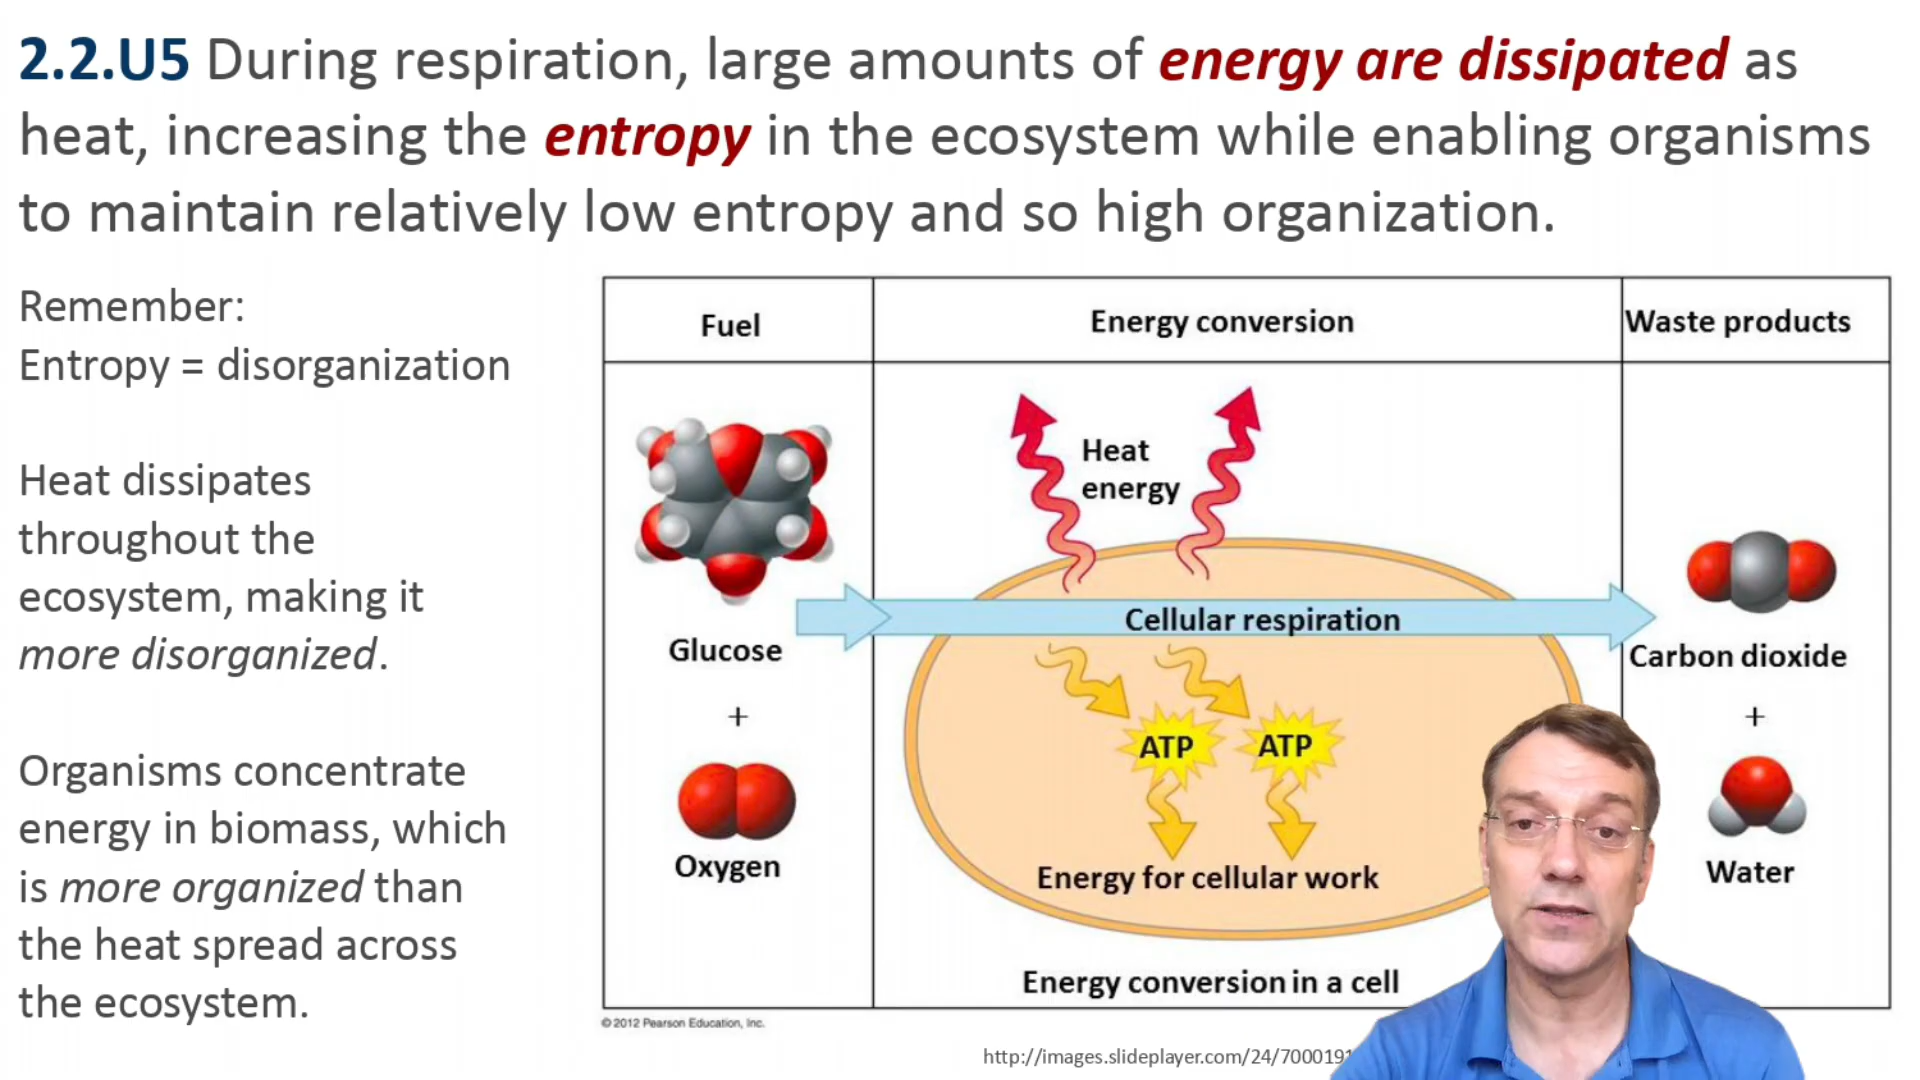 2.2.U5 During respiration, large amounts of energy are dissipated as
heat, increasing the entropy in the ecosystem while enabling organisms
to maintain relatively low entropy and so high organization.
Remember:
Entropy = disorganization
Heat dissipates
throughout the
ecosystem, making it
more disorganized.
Organisms concentrate
energy in biomass, which
is more organized than
the heat spread across
the ecosystem.
Fuel
Energy conversion
Waste products
Heat
energy
Cellular respiration
Glucose
+
Oxygen
ATP
ATP
Energy for cellular work
Carbon dioxide
+
Water
Energy conversion in a cell
© 2012 Pearson Education, Inc.
http://images.slideplayer.com/24/700019